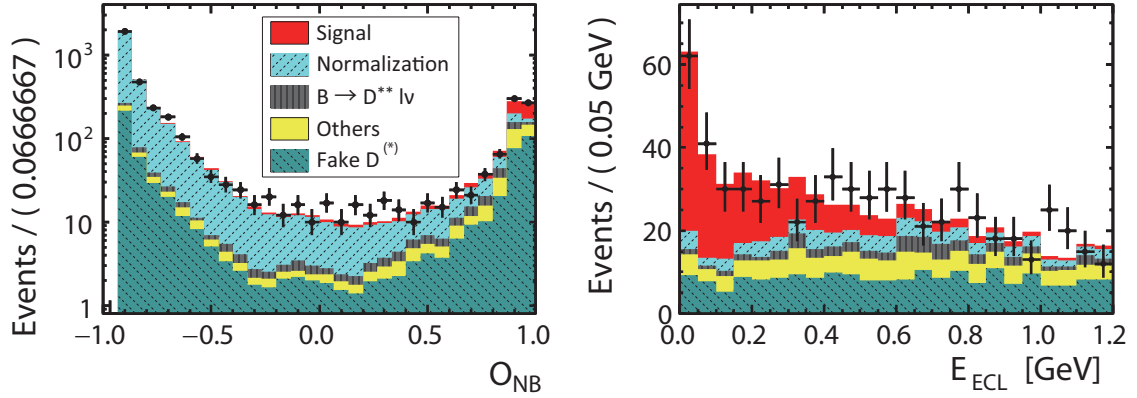 Events / ( 0.0666667 )
10³
10²
10
1
−1.0 −0.5 0.0 0.5 1.0
O_NB
Signal
Normalization
B → D** lν
Others
Fake D(*)
Events / ( 0.05 GeV )
60
40
20
0
0.0 0.2 0.4 0.6 0.8 1.0 1.2
E_ECL [GeV]